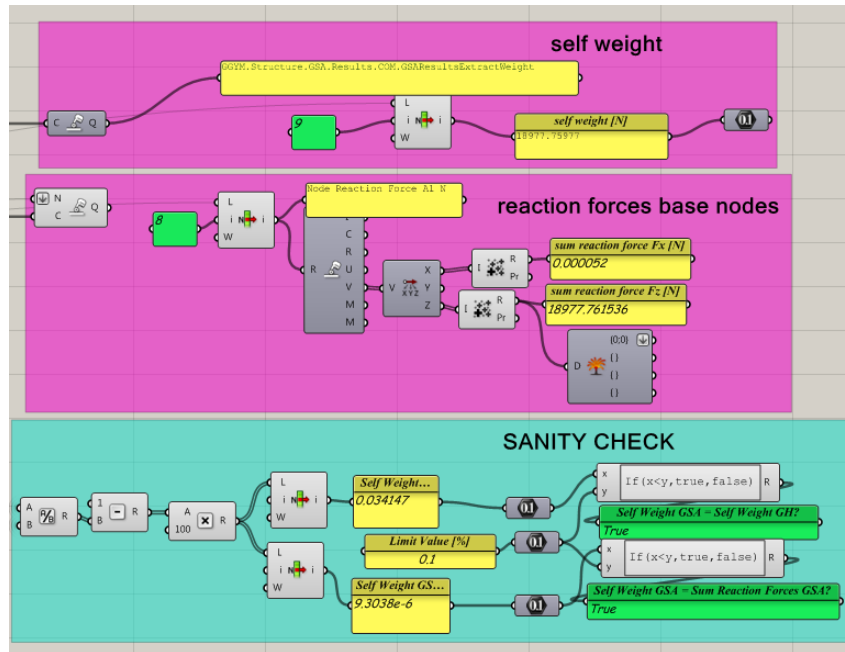 self weight
GGYM.Structure.GSA.Results.COM.GSAResultsExtractWeight
C Q
9
L
i N i
W
self weight [N]
18977.75977
0.1
reaction forces base nodes
N
C Q
8
L
i N i
W
Node Reaction Force Al N
C
R
R U
V
M
M
V XYZ X
Y
Z
I R
Pr
I R
Pr
sum reaction force Fx [N]
0.000052
sum reaction force Fz [N]
18977.761536
D (0;0)
( )
( )
( )
SANITY CHECK
A
B A/B R
1
B - R
A
100 × R
L
i N i
W
L
i N i
W
Self Weight...
0.034147
Limit Value [%]
0.1
Self Weight GS...
9.3038e-6
0.1
0.1
0.1
x
y If(x<y,true,false) R
Self Weight GSA = Self Weight GH?
True
x
y If(x<y,true,false) R
Self Weight GSA = Sum Reaction Forces GSA?
True